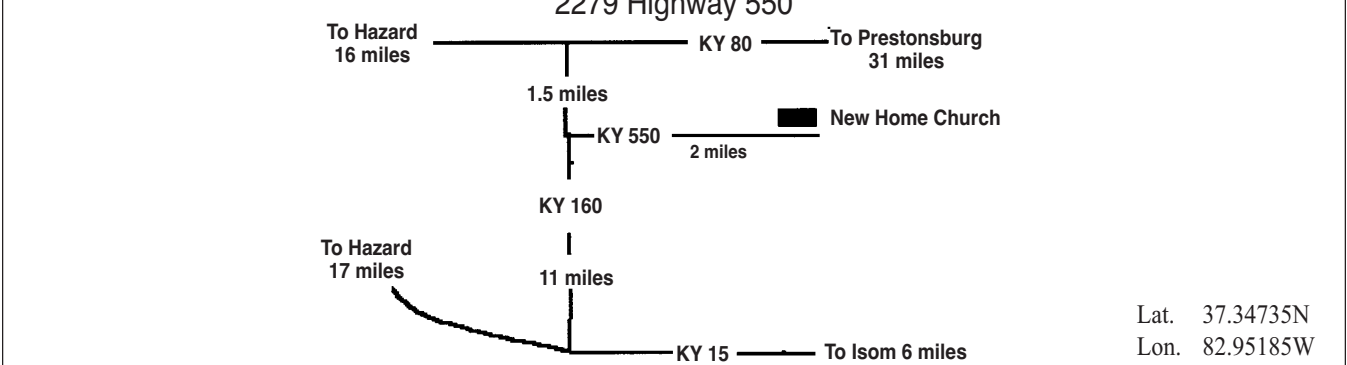 2279 Highway 550
To Hazard
16 miles
KY 80
To Prestonsburg
31 miles
1.5 miles
New Home Church
KY 550
2 miles
KY 160
To Hazard
17 miles
11 miles
Lat. 37.34735N
KY 15
To Isom 6 miles
Lon. 82.95185W